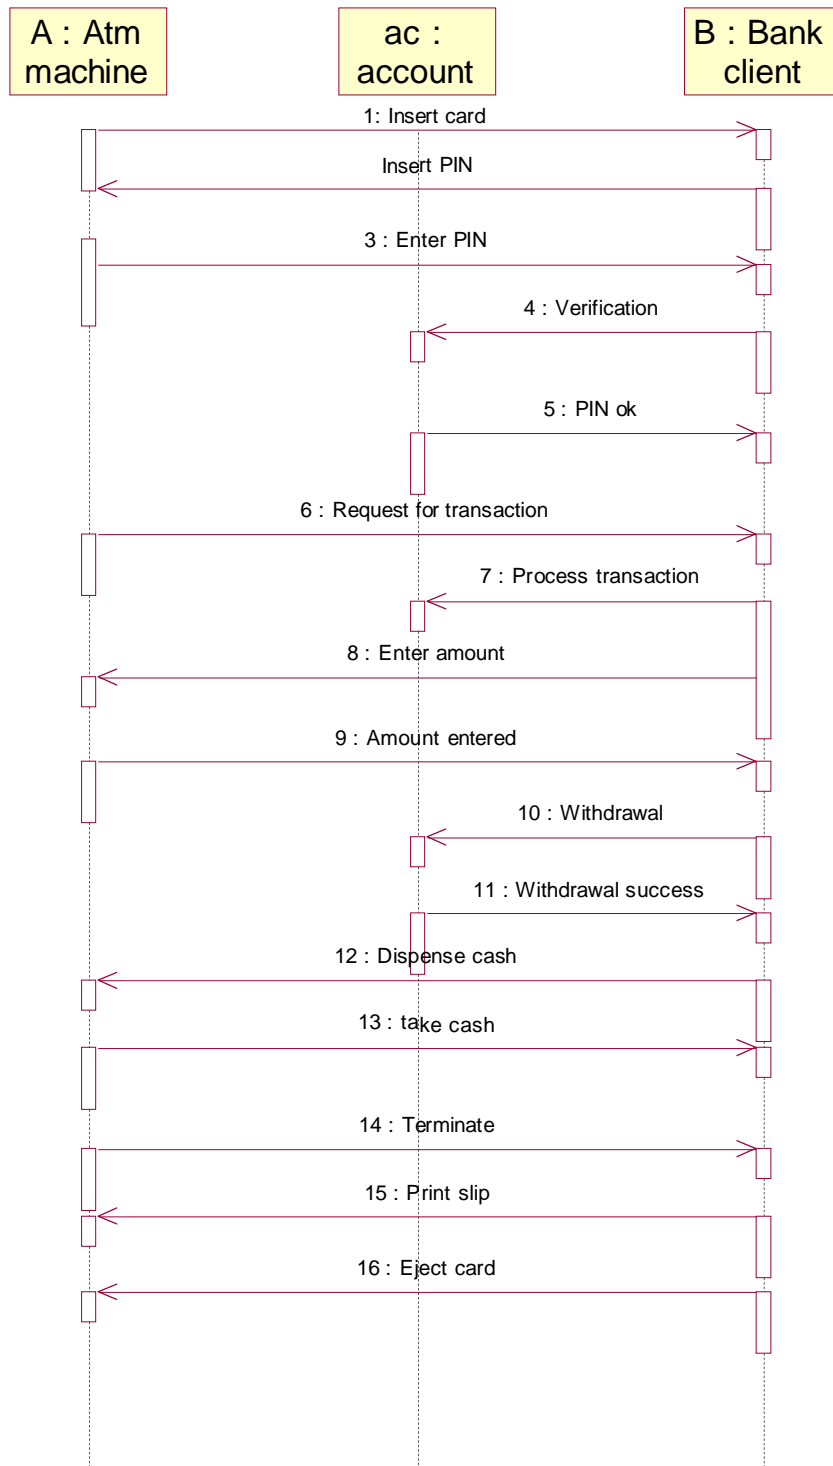 A : Atm
machine
ac :
account
B : Bank
client
1: Insert card
Insert PIN
3 : Enter PIN
4 : Verification
5 : PIN ok
6 : Request for transaction
7 : Process transaction
8 : Enter amount
9 : Amount entered
10 : Withdrawal
11 : Withdrawal success
12 : Dispense cash
13 : take cash
14 : Terminate
15 : Print slip
16 : Eject card